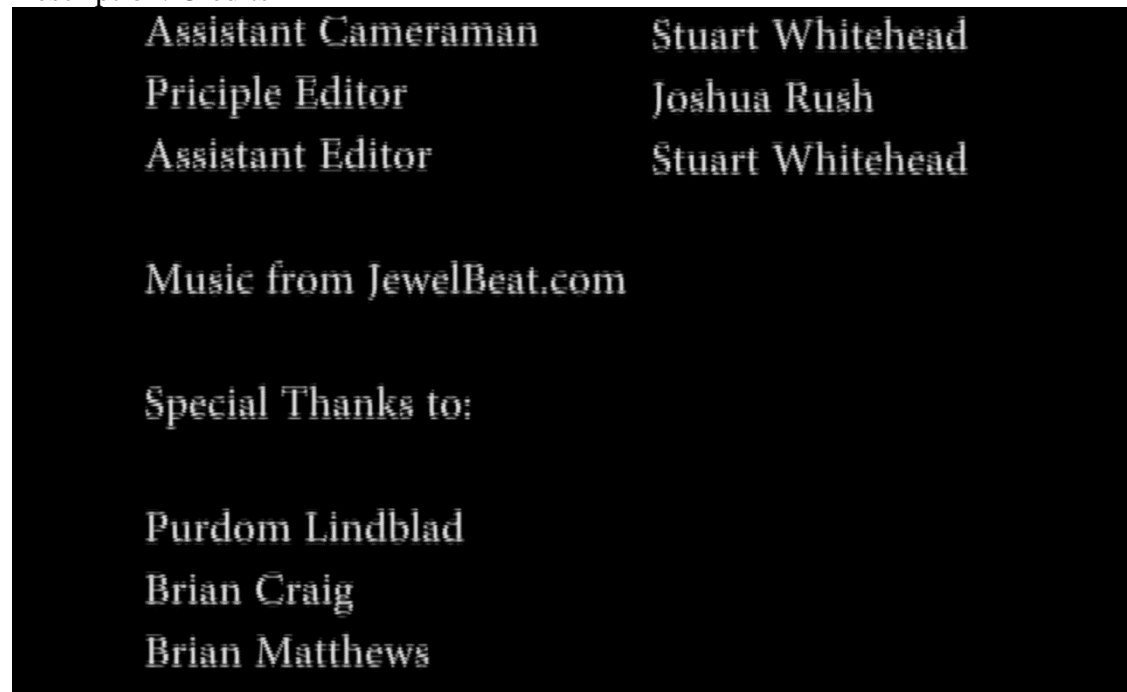 Assistant Cameraman Stuart Whitehead
Priciple Editor Joshua Rush
Assistant Editor Stuart Whitehead
Music from JewelBeat.com
Special Thanks to:
Purdom Lindblad
Brian Craig
Brian Matthews